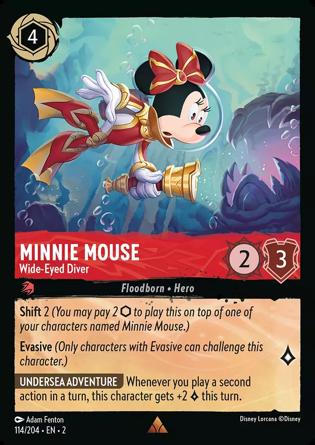 4
MINNIE MOUSE
Wide-Eyed Diver
2
3
Floodborn • Hero
Shift 2 (You may pay 2 to play this on top of one of
your characters named Minnie Mouse.)
Evasive (Only characters with Evasive can challenge this
character.)
UNDERSEA ADVENTURE Whenever you play a second
action in a turn, this character gets +2 this turn.
Adam Fenton
114/204 • EN • 2
Disney Lorcana ©Disney